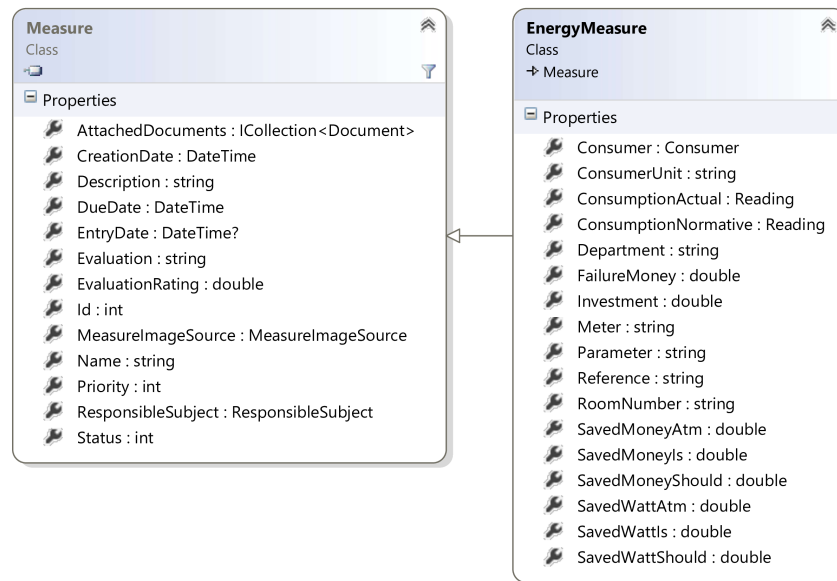 Measure
Class
Properties
AttachedDocuments : ICollection<Document>
CreationDate : DateTime
Description : string
DueDate : DateTime
EntryDate : DateTime?
Evaluation : string
EvaluationRating : double
Id : int
MeasureImageSource : MeasureImageSource
Name : string
Priority : int
ResponsibleSubject : ResponsibleSubject
Status : int
EnergyMeasure
Class
Measure
Properties
Consumer : Consumer
ConsumerUnit : string
ConsumptionActual : Reading
ConsumptionNormative : Reading
Department : string
FailureMoney : double
Investment : double
Meter : string
Parameter : string
Reference : string
RoomNumber : string
SavedMoneyAtm : double
SavedMoneyIs : double
SavedMoneyShould : double
SavedWattAtm : double
SavedWattIs : double
SavedWattShould : double